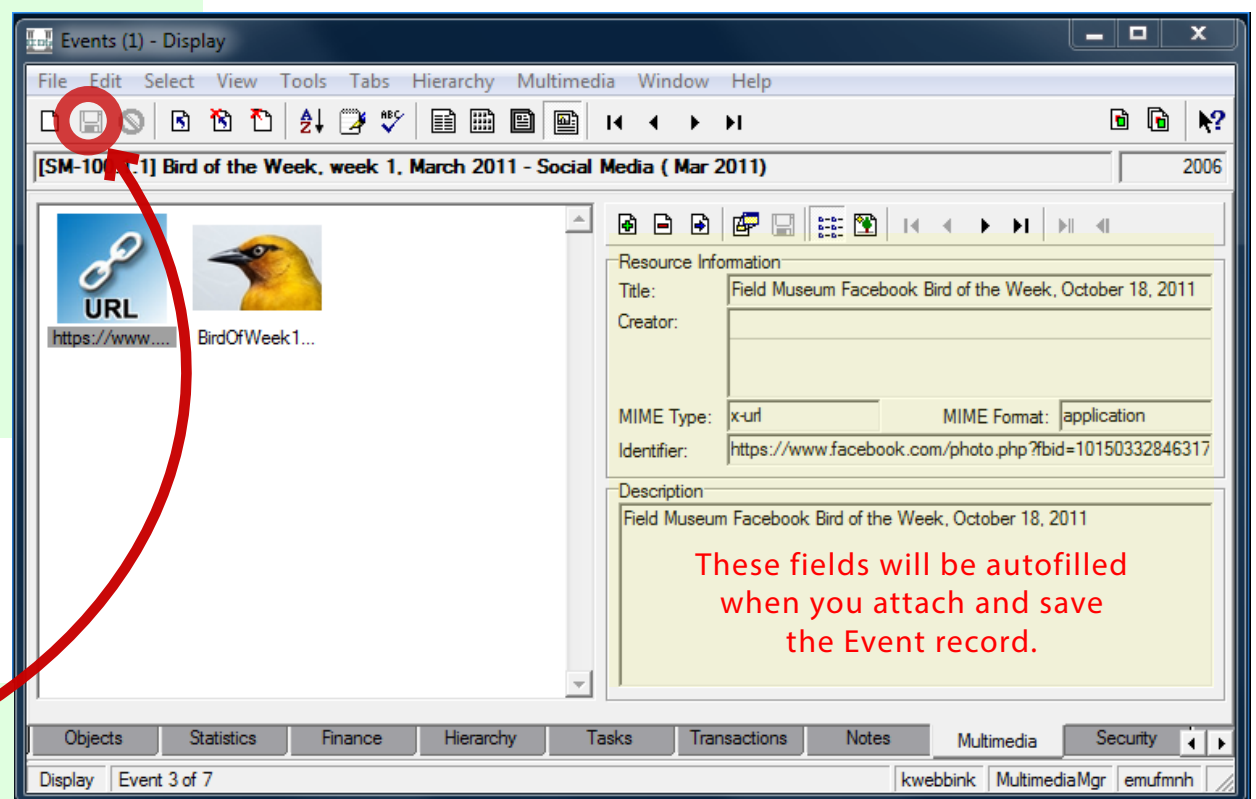 Events (1) - Display
File Edit Select View Tools Tabs Hierarchy Multimedia Window Help
[SM-100 .1] Bird of the Week, week 1, March 2011 - Social Media ( Mar 2011)
2006
URL
https://www....
BirdOfWeek1...
Resource Information
Title: Field Museum Facebook Bird of the Week, October 18, 2011
Creator:
MIME Type: x-url MIME Format: application
Identifier: https://www.facebook.com/photo.php?fbid=10150332846317
Description
Field Museum Facebook Bird of the Week, October 18, 2011
These fields will be autofilled
when you attach and save
the Event record.
Objects Statistics Finance Hierarchy Tasks Transactions Notes Multimedia Security
Display Event 3 of 7 kwebbink MultimediaMgr emufmnh